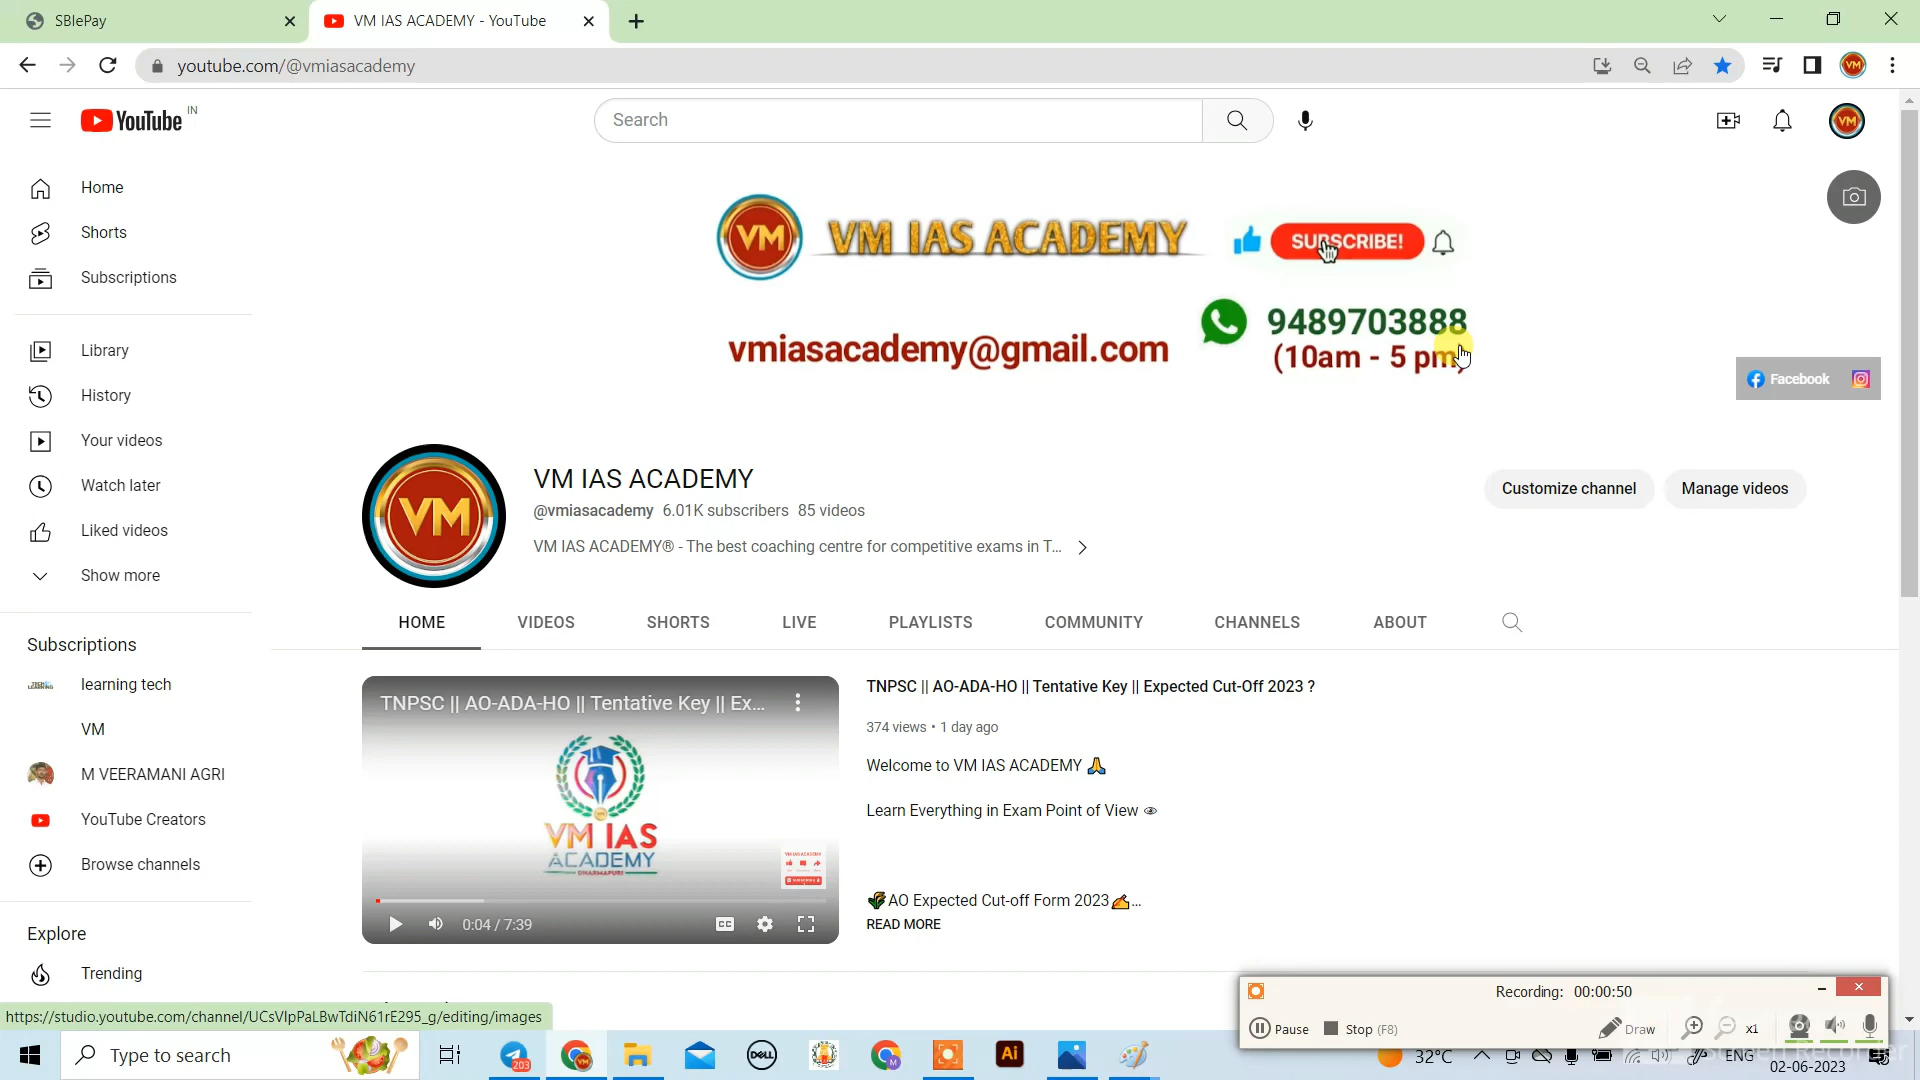 SBIePay
VM IAS ACADEMY - YouTube
youtube.com/@vmiasacademy
YouTube IN
Search
Home
Shorts
Subscriptions
Library
History
Your videos
Watch later
Liked videos
Show more
Subscriptions
learning tech
VM
M VEERAMANI AGRI
YouTube Creators
Browse channels
Explore
Trending
VM
VM IAS ACADEMY
SUBSCRIBE!
vmiasacademy@gmail.com
9489703888
(10am - 5 pm)
Facebook
VM
VM IAS ACADEMY
@vmiasacademy 6.01K subscribers 85 videos
VM IAS ACADEMY® - The best coaching centre for competitive exams in T...
Customize channel
Manage videos
HOME
VIDEOS
SHORTS
LIVE
PLAYLISTS
COMMUNITY
CHANNELS
ABOUT
TNPSC || AO-ADA-HO || Tentative Key || Ex...
VM IAS
ACADEMY
DHARMAPURI
0:04 / 7:39
TNPSC || AO-ADA-HO || Tentative Key || Expected Cut-Off 2023 ?
374 views • 1 day ago
Welcome to VM IAS ACADEMY 🙏
Learn Everything in Exam Point of View 👁
🌾AO Expected Cut-off Form 2023✍...
READ MORE
https://studio.youtube.com/channel/UCsVIpPaLBwTdiN61rE295_g/editing/images
Recording: 00:00:50
Pause
Stop (F8)
Draw
x1
Type to search
203
DELL
Ai
32°C
ENG
02-06-2023